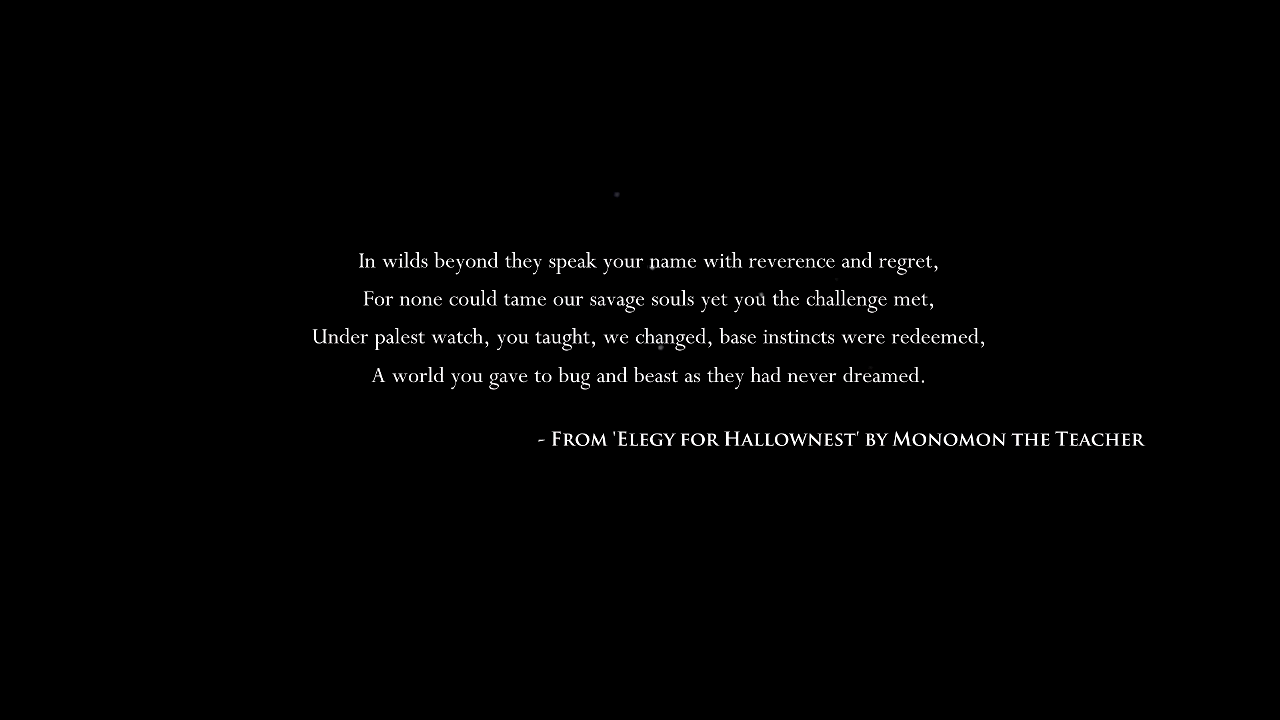 In wilds beyond they speak your name with reverence and regret,
For none could tame our savage souls yet you the challenge met,
Under palest watch, you taught, we changed, base instincts were redeemed,
A world you gave to bug and beast as they had never dreamed.
- From 'Elegy for Hallownest' by Monomon the Teacher